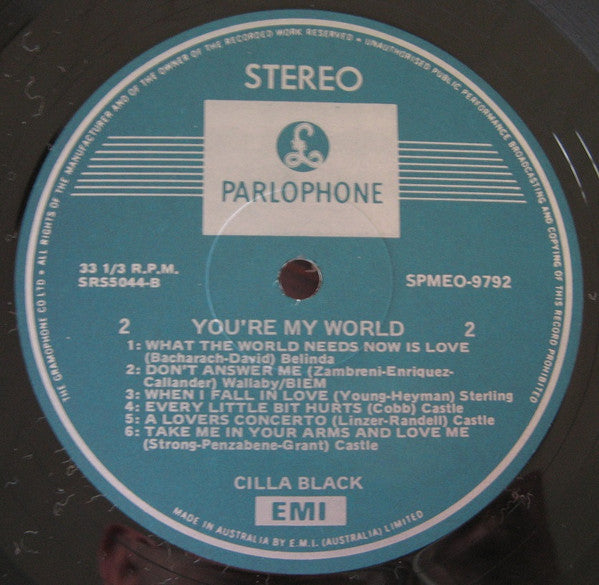 THE GRAMOPHONE CO LTD • ALL RIGHTS OF THE MANUFACTURER AND OF THE OWNER OF THE RECORDED WORK RESERVED • UNAUTHORISED PUBLIC PERFORMANCE BROADCASTING AND COPYING OF THIS RECORD PROHIBITED
STEREO
£
PARLOPHONE
33 1/3 R.P.M.
SRS5044-B
SPMEO-9792
2 YOU'RE MY WORLD 2
1: WHAT THE WORLD NEEDS NOW IS LOVE
(Bacharach-David) Belinda
2: DON'T ANSWER ME (Zambreni-Enriquez-
Callander) Wallaby/BIEM
3: WHEN I FALL IN LOVE (Young-Heyman) Sterling
4: EVERY LITTLE BIT HURTS (Cobb) Castle
5: A LOVERS CONCERTO (Linzer-Randell) Castle
6: TAKE ME IN YOUR ARMS AND LOVE ME
(Strong-Penzabene-Grant) Castle
CILLA BLACK
EMI
MADE IN AUSTRALIA BY E.M.I. (AUSTRALIA) LIMITED